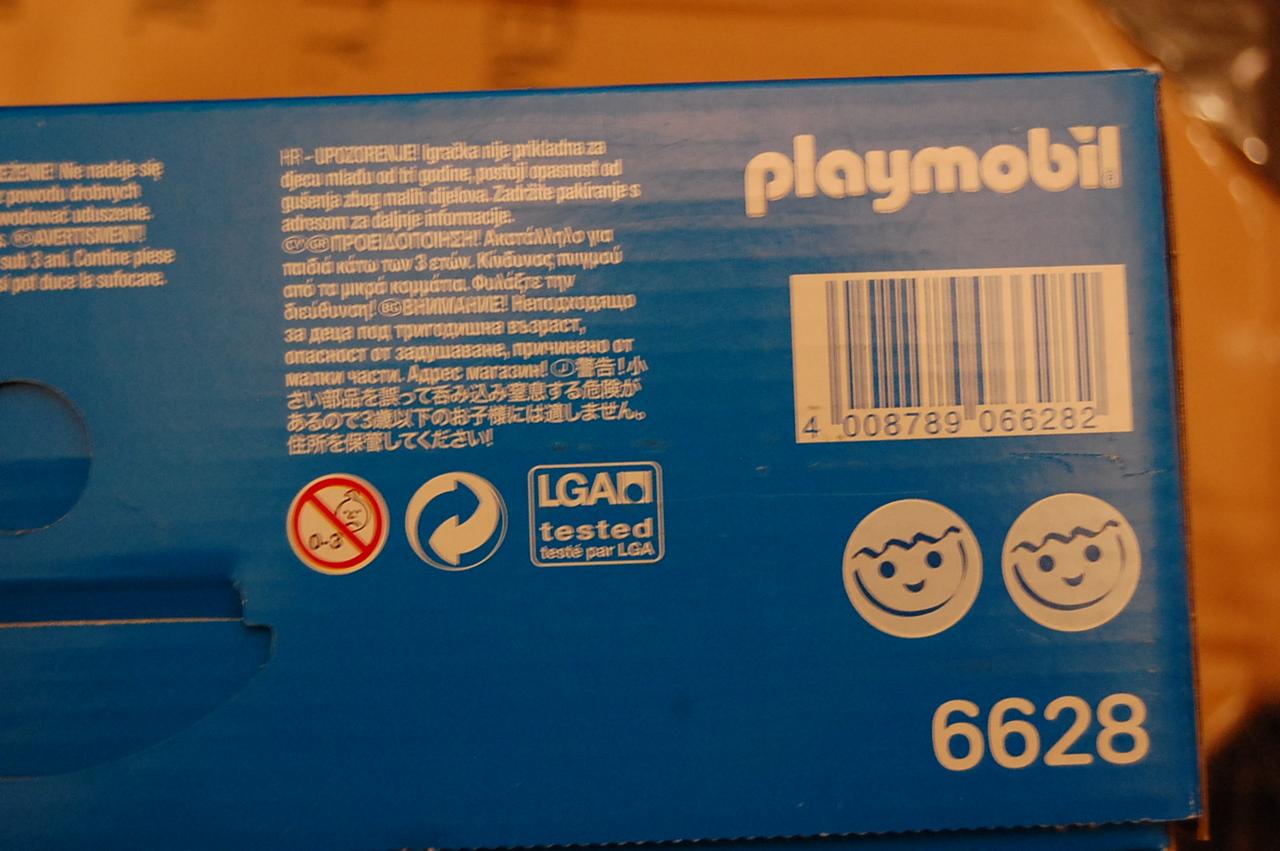 CZENIE! Nie nadaje się
z powodu drobnych
wodować uduszenie.
s. RO AVERTISMENT!
sub 3 ani. Contine piese
și pot duce la sufocare.
HR - UPOZORENJE! Igračka nije prikladna za
djecu mlađu od tri godine, postoji opasnost od
gušenja zbog malih dijelova. Zadržite pakiranje s
adresom za daljnje informacije.
CY GR ΠΡΟΕΙΔΟΠΟΙΗΣΗ! Ακατάλληλο για
παιδιά κάτω των 3 ετών. Κίνδυνος πνιγμού
από τα μικρά κομμάτια. Φυλάξτε την
διεύθυνση! BG ВНИМАНИЕ! Неподходящо
за деца под тригодишна възраст,
опасност от задушаване, причинено от
малки части. Адрес магазин! J 警告!小
さい部品を誤って呑み込み窒息する危険が
あるので3歳以下のお子様には適しません。
住所を保管してください!
0-3
LGA
tested
testé par LGA
playmobil
4 008789 066282
6628